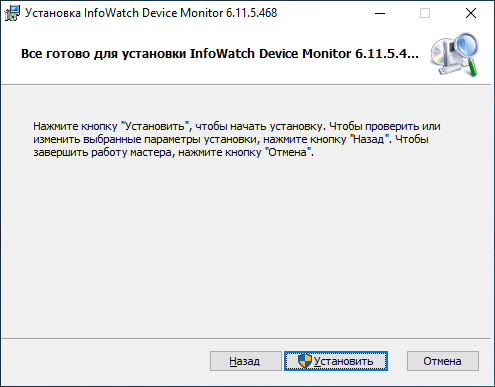 Установка InfoWatch Device Monitor 6.11.5.468
Все готово для установки InfoWatch Device Monitor 6.11.5.4...
Нажмите кнопку "Установить", чтобы начать установку. Чтобы проверить или
изменить выбранные параметры установки, нажмите кнопку "Назад". Чтобы
завершить работу мастера, нажмите кнопку "Отмена".
Назад
Установить
Отмена